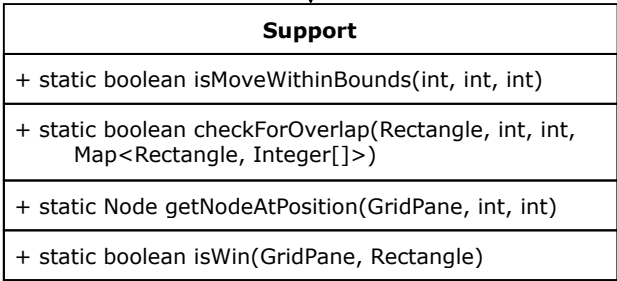 Support
+ static boolean isMoveWithinBounds(int, int, int)
+ static boolean checkForOverlap(Rectangle, int, int,
Map<Rectangle, Integer[]>)
+ static Node getNodeAtPosition(GridPane, int, int)
+ static boolean isWin(GridPane, Rectangle)